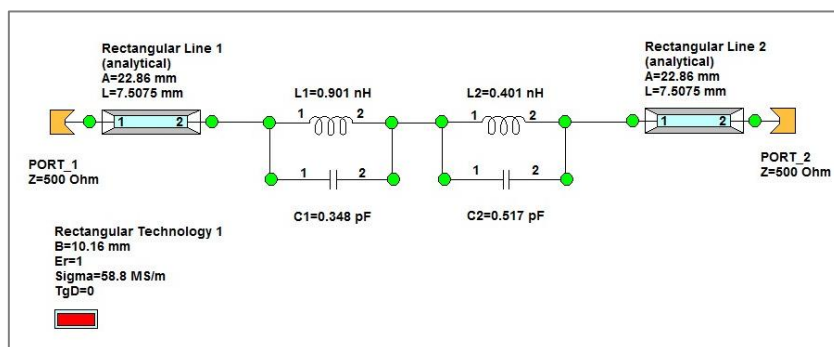 Rectangular Line 1
(analytical)
A=22.86 mm
L=7.5075 mm
Rectangular Line 2
(analytical)
A=22.86 mm
L=7.5075 mm
L1=0.901 nH
L2=0.401 nH
1 2
1 2
1 2
1 2
PORT_1
Z=500 Ohm
PORT_2
Z=500 Ohm
1 2
1 2
C1=0.348 pF
C2=0.517 pF
Rectangular Technology 1
B=10.16 mm
Er=1
Sigma=58.8 MS/m
TgD=0